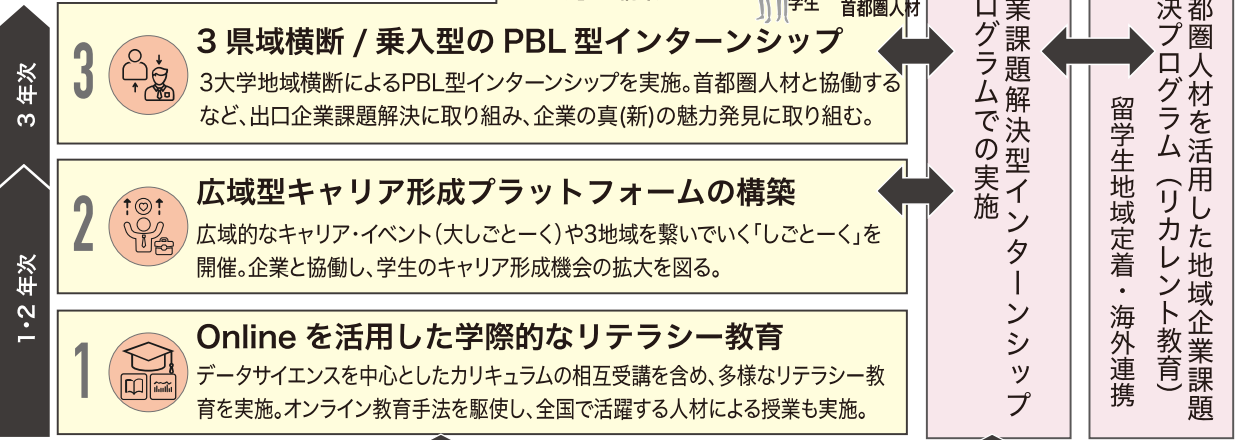 学生
首都圏人材
3年次
3
3県域横断 / 乗入型の PBL 型インターンシップ
3大学地域横断によるPBL型インターンシップを実施。首都圏人材と協働する
など、出口企業課題解決に取り組み、企業の真(新)の魅力発見に取り組む。
1・2年次
2
広域型キャリア形成プラットフォームの構築
広域的なキャリア・イベント(大しごとーく)や3地域を繋いでいく「しごとーく」を
開催。企業と協働し、学生のキャリア形成機会の拡大を図る。
1
Online を活用した学際的なリテラシー教育
データサイエンスを中心としたカリキュラムの相互受講を含め、多様なリテラシー教
育を実施。オンライン教育手法を駆使し、全国で活躍する人材による授業も実施。
業課題解決型インターンシップ
ログラムでの実施
都圏人材を活用した地域企業課題
決プログラム(リカレント教育)
留学生地域定着・海外連携